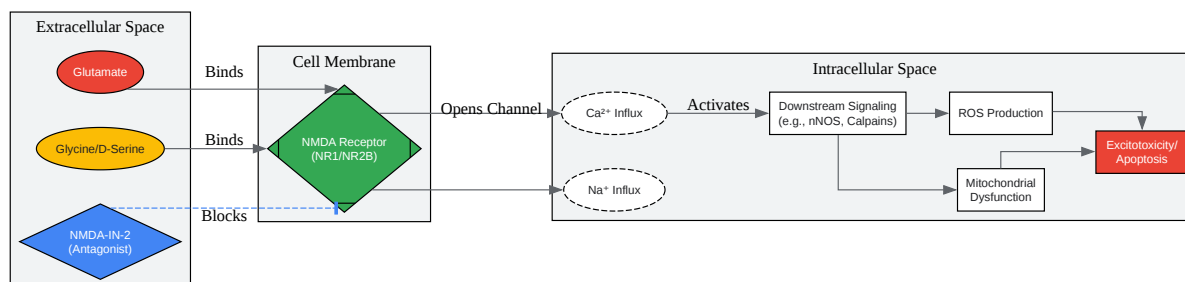 Extracellular Space
Glutamate
Glycine/D-Serine
NMDA-IN-2
(Antagonist)
Binds
Binds
Blocks
Cell Membrane
NMDA Receptor
(NR1/NR2B)
Opens Channel
Intracellular Space
Ca²⁺ Influx
Na⁺ Influx
Activates
Downstream Signaling
(e.g., nNOS, Calpains)
ROS Production
Mitochondrial
Dysfunction
Excitotoxicity/
Apoptosis